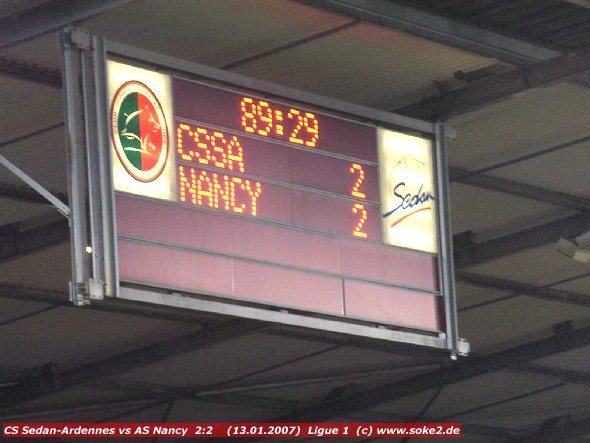 89:29
CSSA 2
NANCY 2
Sedan
CS Sedan-Ardennes vs AS Nancy 2:2 (13.01.2007) Ligue 1 (c) www.soke2.de